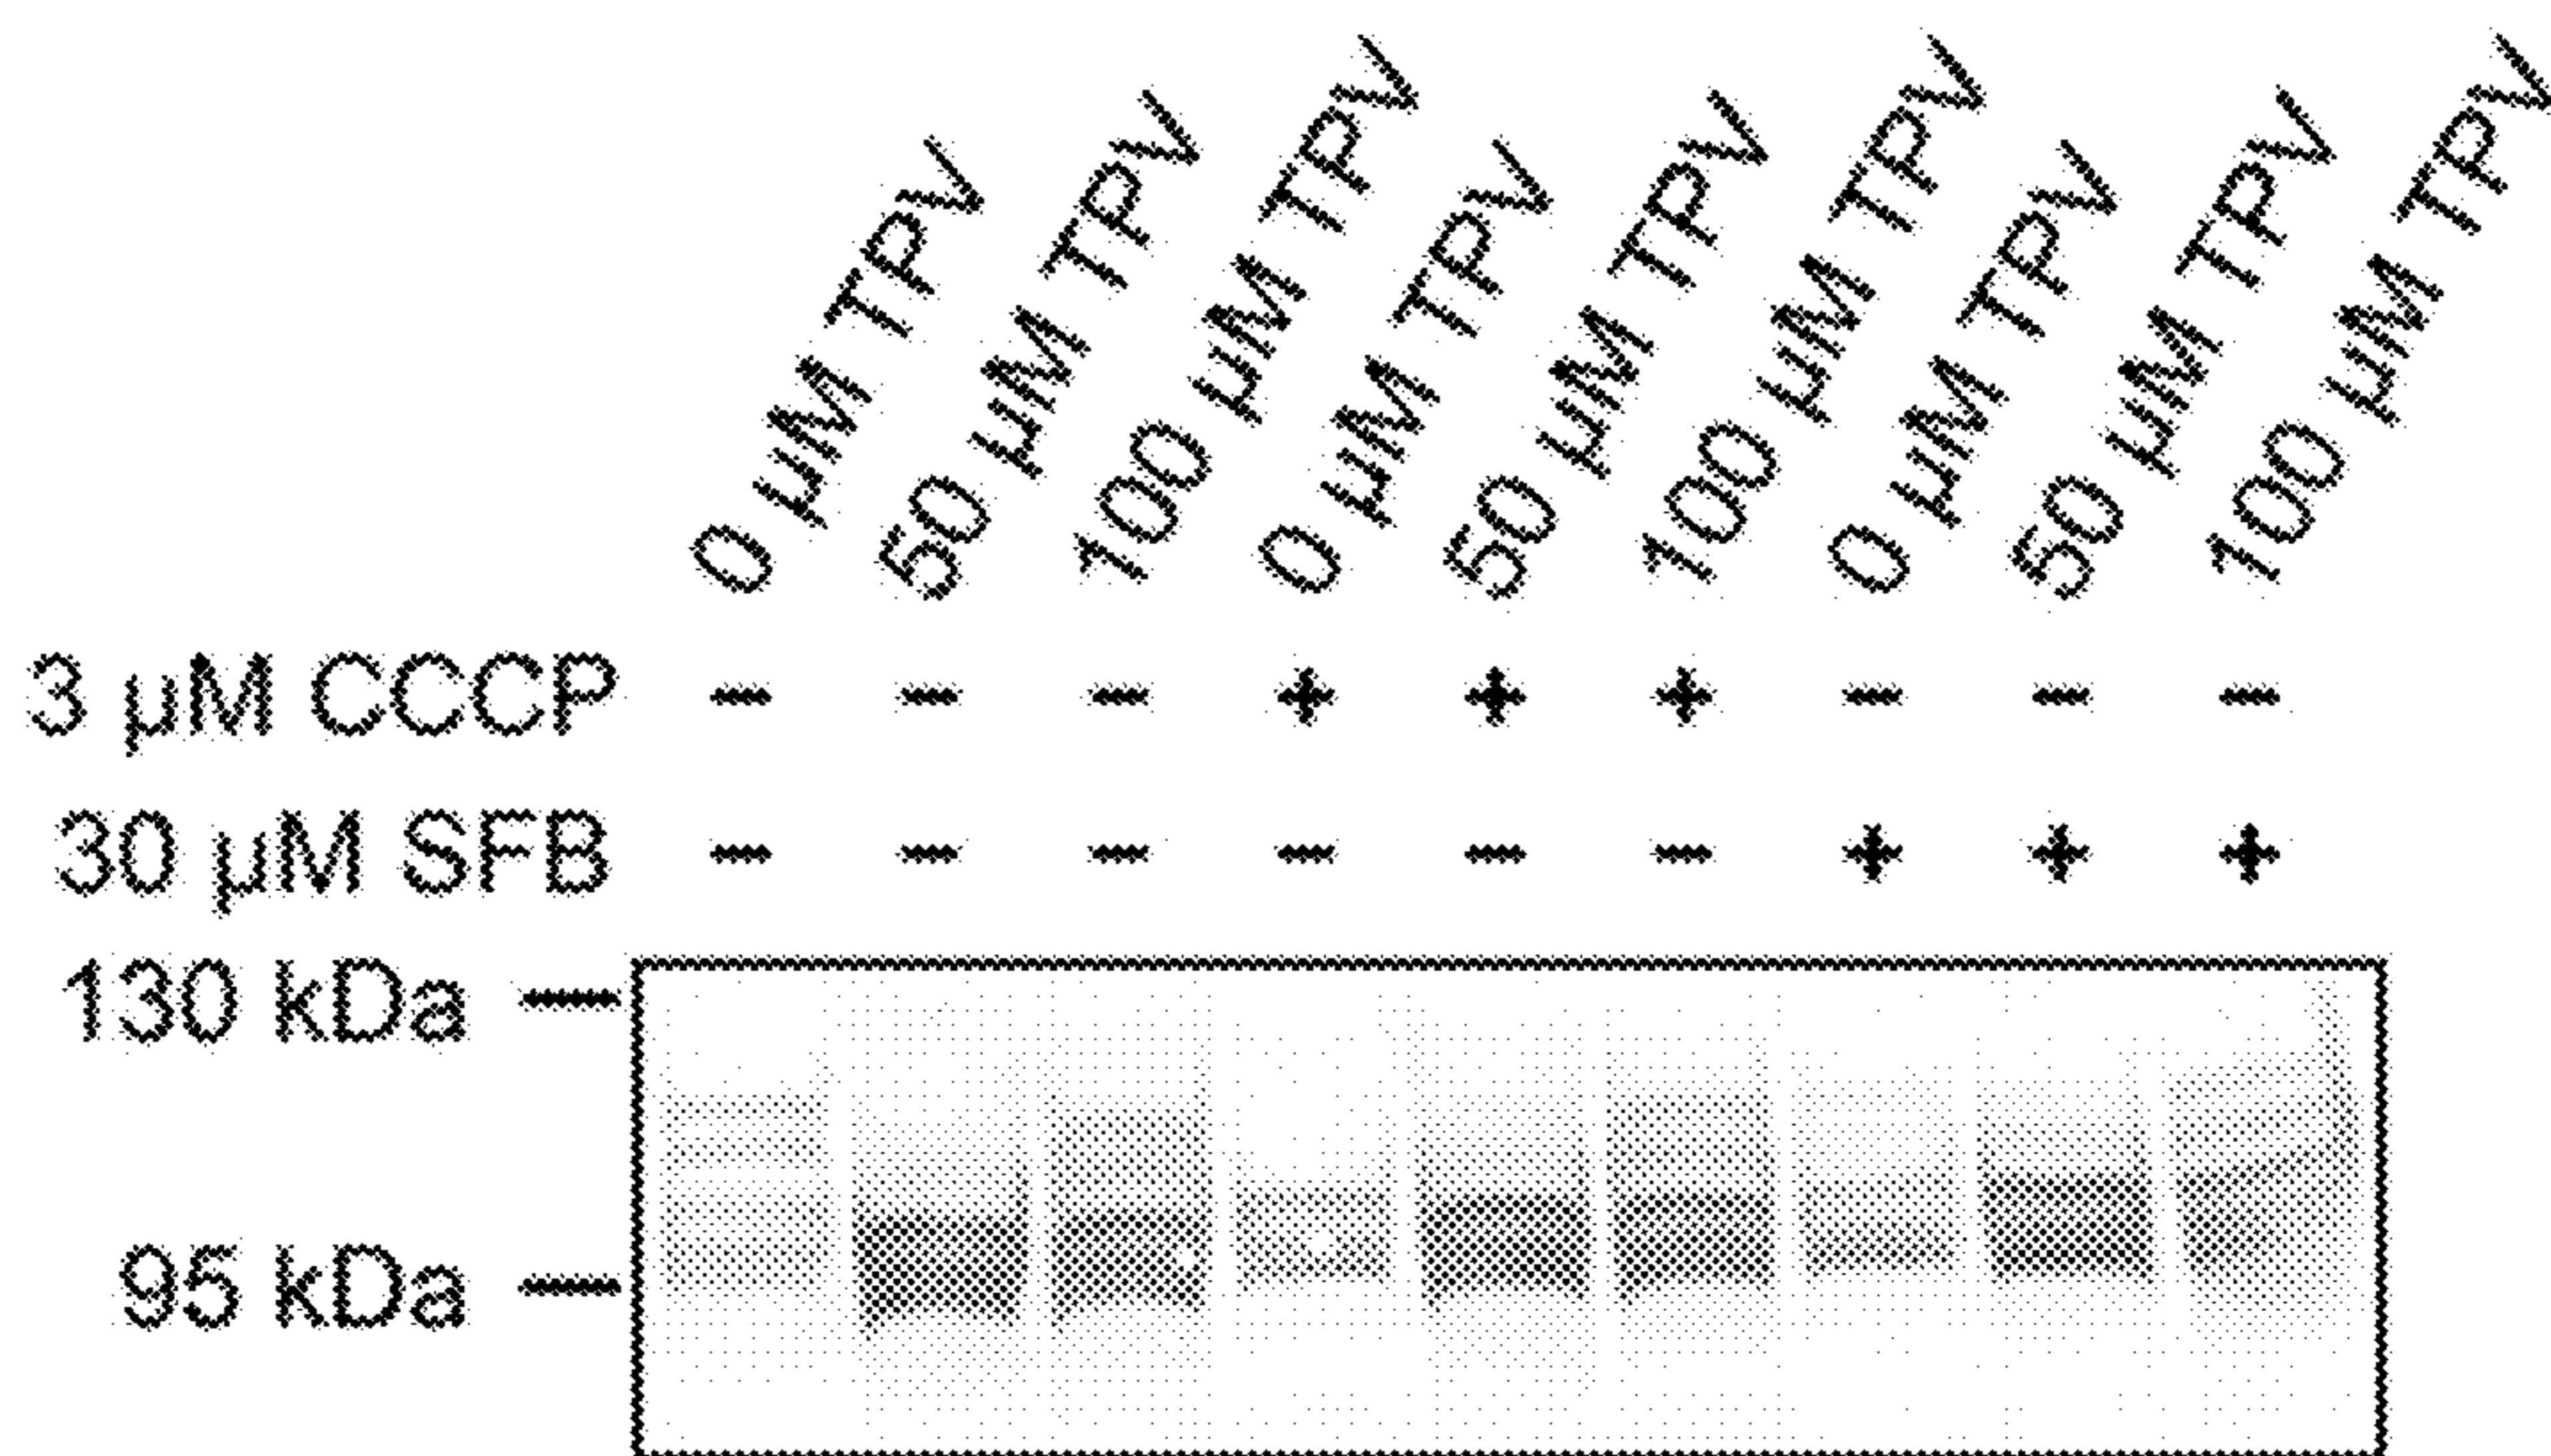 0 µM TPV
50 µM TPV
100 µM TPV
0 µM TPV
50 µM TPV
100 µM TPV
0 µM TPV
50 µM TPV
100 µM TPV
3 µM CCCP − − − + + + − − −
30 µM SFB − − − − − − + + +
130 kDa
95 kDa